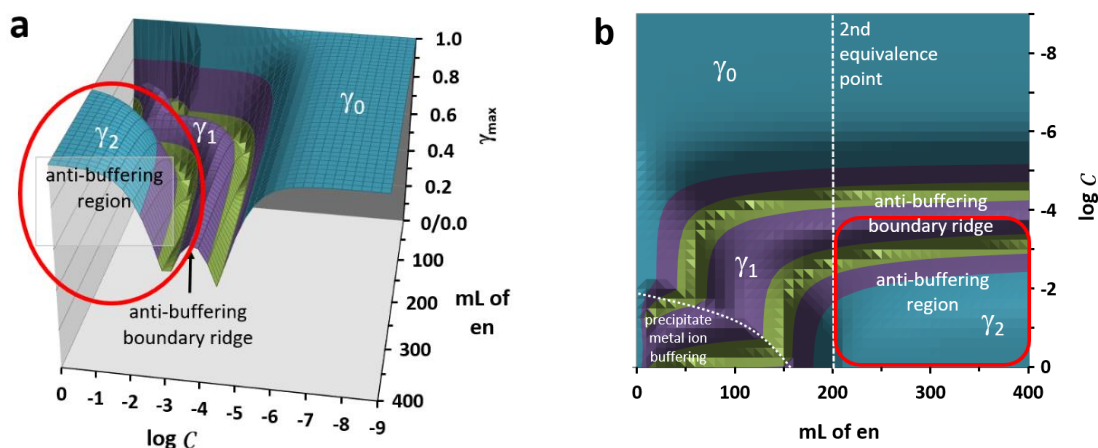 a
1.0
0.8
0.6
0.4
0.2
0/0.0
100
200
300
400
γmax
mL of
en
γ₀
γ₁
γ₂
anti-buffering
region
anti-buffering
boundary ridge
0 -1 -2 -3 -4 -5 -6 -7 -8 -9
log C
b
2nd
equivalence
point
γ₀
-8
-6
-4
-2
0
log C
anti-buffering
boundary ridge
γ₁
anti-buffering
region
γ₂
precipitate
metal ion
buffering
0 100 200 300 400
mL of en